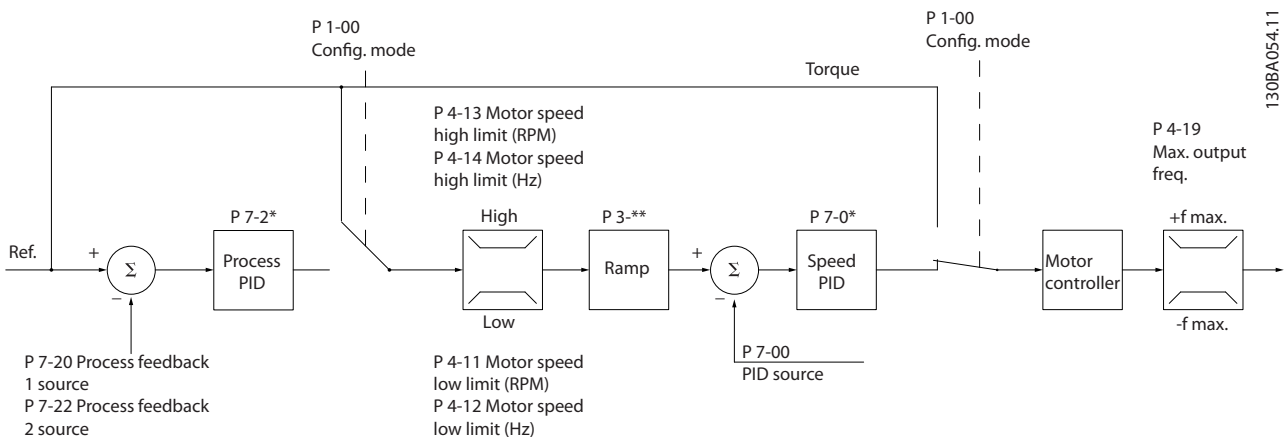 P 1-00
Config. mode
P 1-00
Config. mode
130BA054.11
Torque
P 4-13 Motor speed
high limit (RPM)
P 4-14 Motor speed
high limit (Hz)
P 4-19
Max. output
freq.
P 7-2*
High
P 3-**
P 7-0*
+f max.
Ref.
+
Σ
_
Process
PID
Ramp
+
Σ
_
Speed
PID
Motor
controller
Low
-f max.
P 7-20 Process feedback
1 source
P 7-22 Process feedback
2 source
P 4-11 Motor speed
low limit (RPM)
P 4-12 Motor speed
low limit (Hz)
P 7-00
PID source